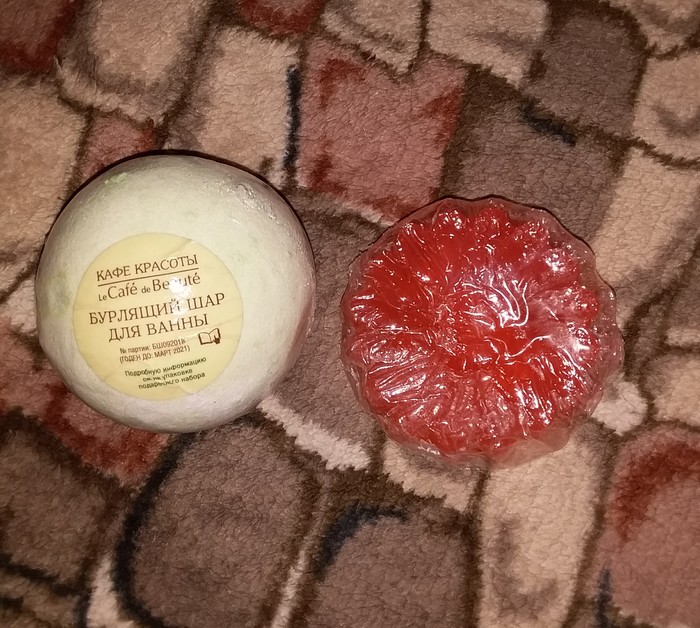 КАФЕ КРАСОТЫ
Le Café de Beauté
БУРЛЯЩИЙ ШАР
ДЛЯ ВАННЫ
№ партии: БШ092018
(ГОДЕН ДО: МАРТ 2021)
Подробную информацию
см. на упаковке
подарочного набора